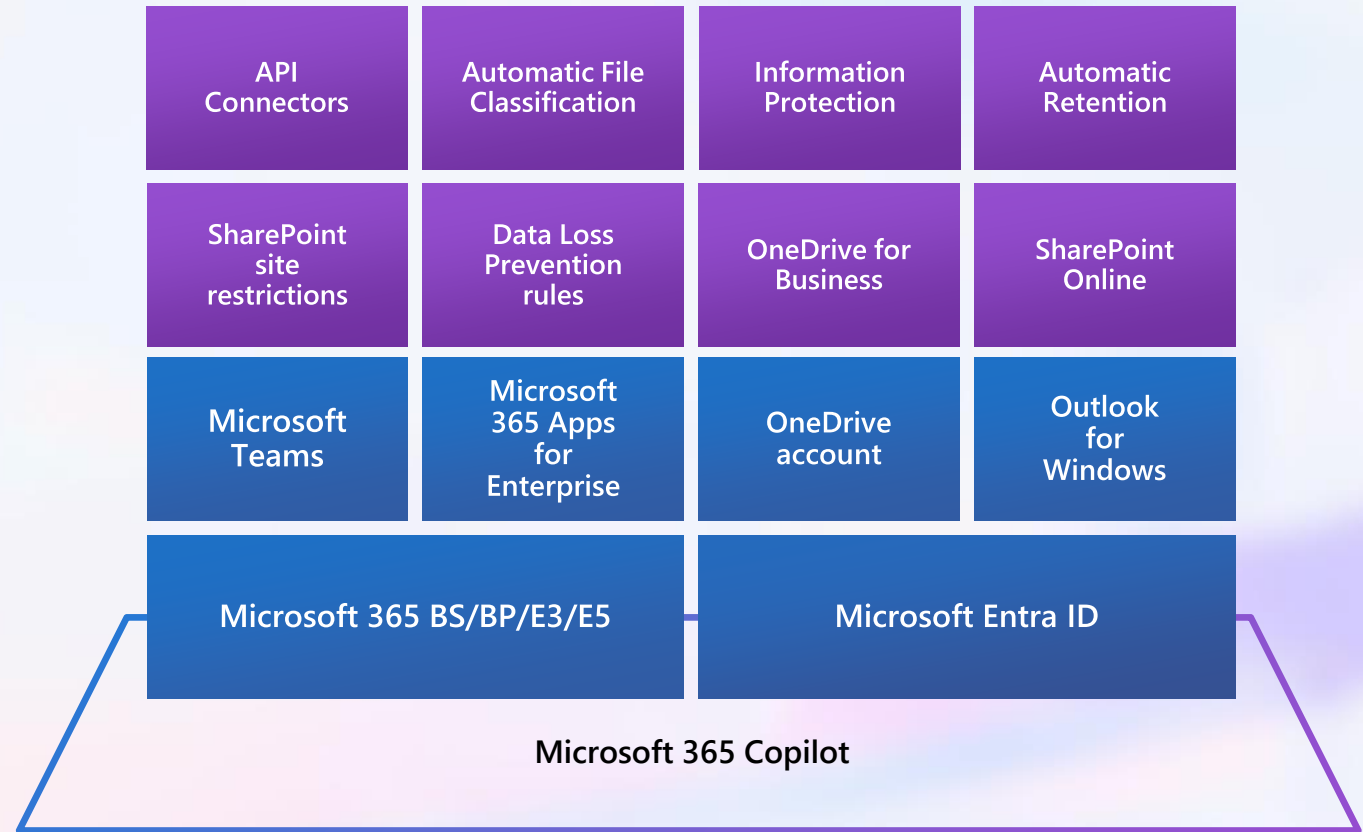 API
Connectors
Automatic File
Classification
Information
Protection
Automatic
Retention
SharePoint
site
restrictions
Data Loss
Prevention
rules
OneDrive for
Business
SharePoint
Online
Microsoft
Teams
Microsoft
365 Apps
for
Enterprise
OneDrive
account
Outlook
for
Windows
Microsoft 365 BS/BP/E3/E5
Microsoft Entra ID
Microsoft 365 Copilot